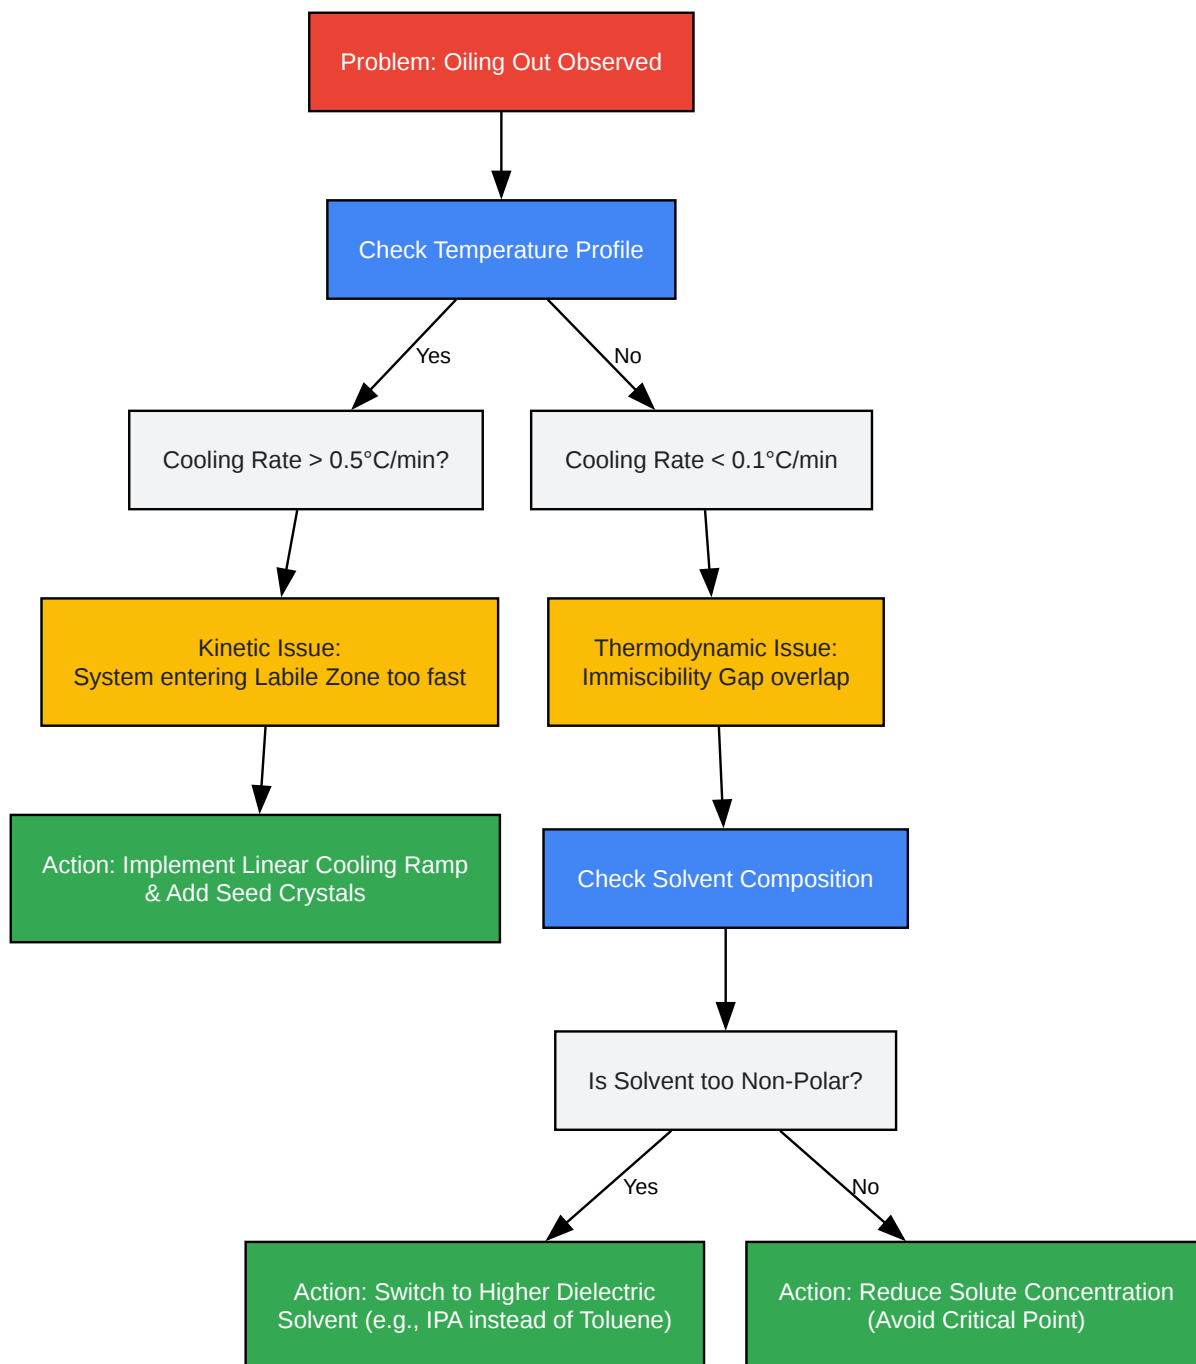 Problem: Oiling Out Observed
Check Temperature Profile
Yes
No
Cooling Rate > 0.5°C/min?
Cooling Rate < 0.1°C/min
Kinetic Issue:
System entering Labile Zone too fast
Thermodynamic Issue:
Immiscibility Gap overlap
Action: Implement Linear Cooling Ramp
& Add Seed Crystals
Check Solvent Composition
Is Solvent too Non-Polar?
Yes
No
Action: Switch to Higher Dielectric
Solvent (e.g., IPA instead of Toluene)
Action: Reduce Solute Concentration
(Avoid Critical Point)